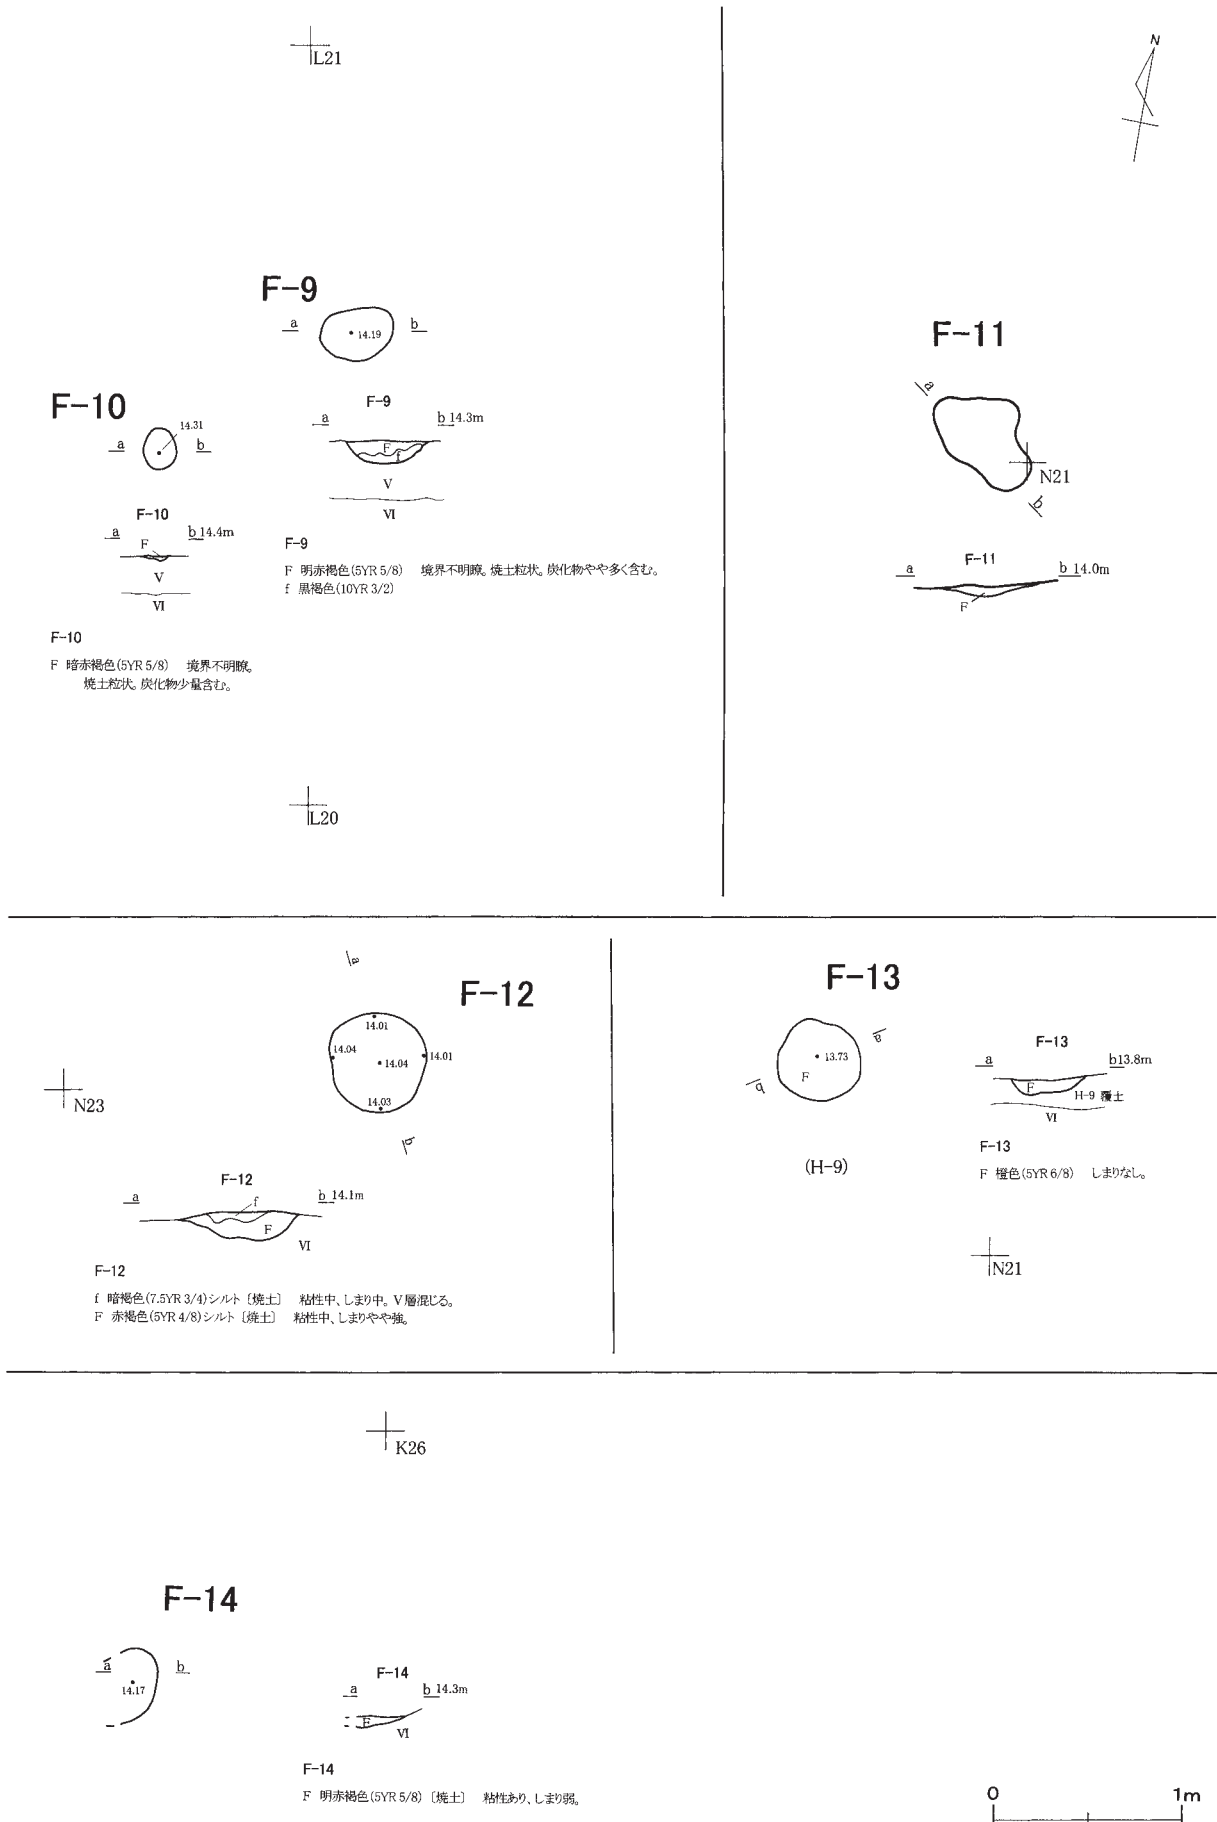 L21
N
F-9
a
b
14.19
F-9
a
b 14.3m
F
f
V
VI
F-9
F 明赤褐色(5YR 5/8) 境界不明瞭。焼土粒状。炭化物やや多く含む。
f 黒褐色(10YR 3/2)
F-10
14.31
a
b
F-10
a
b 14.4m
F
V
VI
F-10
F 暗赤褐色(5YR 5/8) 境界不明瞭。
焼土粒状。炭化物少量含む。
L20
F-11
a
N21
b
F-11
a
b 14.0m
F
a
F-12
14.01
14.04
14.04
14.01
14.03
N23
b
F-12
a
b 14.1m
f
F
VI
F-12
f 暗褐色(7.5YR 3/4)シルト〔焼土〕 粘性中、しまり中。V層混じる。
F 赤褐色(5YR 4/8)シルト〔焼土〕 粘性中、しまりやや強。
F-13
a
13.73
F
b
(H-9)
F-13
a
b13.8m
F
H-9 覆土
VI
F-13
F 橙色(5YR 6/8) しまりなし。
N21
K26
F-14
a
b
14.17
F-14
a
b 14.3m
F
VI
F-14
F 明赤褐色(5YR 5/8)〔焼土〕 粘性あり、しまり弱。
0 1m